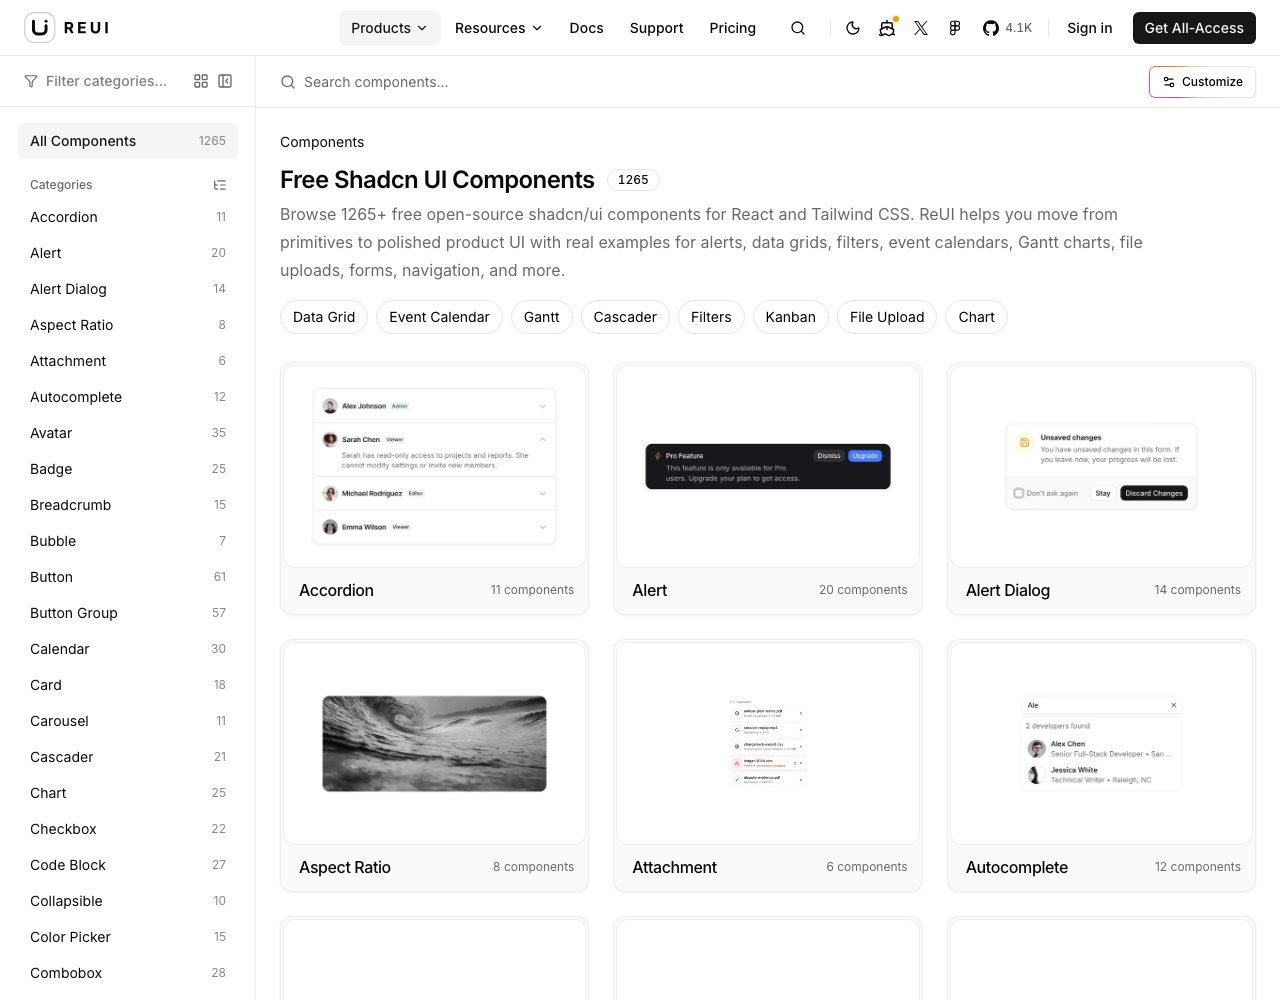 REUI
Products
Resources
Docs
Support
Pricing
4.1K
Sign in
Get All-Access
Filter categories...
Search components...
Customize
All Components 1265
Categories
Accordion 11
Alert 20
Alert Dialog 14
Aspect Ratio 8
Attachment 6
Autocomplete 12
Avatar 35
Badge 25
Breadcrumb 15
Bubble 7
Button 61
Button Group 57
Calendar 30
Card 18
Carousel 11
Cascader 21
Chart 25
Checkbox 22
Code Block 27
Collapsible 10
Color Picker 15
Combobox 28
Components
Free Shadcn UI Components 1265
Browse 1265+ free open-source shadcn/ui components for React and Tailwind CSS. ReUI helps you move from
primitives to polished product UI with real examples for alerts, data grids, filters, event calendars, Gantt charts, file
uploads, forms, navigation, and more.
Data Grid
Event Calendar
Gantt
Cascader
Filters
Kanban
File Upload
Chart
Alex Johnson Admin
Sarah Chen Viewer
Sarah has read-only access to projects and reports. She
cannot modify settings or invite new members.
Michael Rodriguez Editor
Emma Wilson Viewer
Accordion 11 components
Pro Feature
Dismiss
Upgrade
This feature is only available for Pro
users. Upgrade your plan to get access.
Alert 20 components
Unsaved changes
You have unsaved changes in this form. If
you leave now, your progress will be lost.
Don't ask again
Stay
Discard Changes
Alert Dialog 14 components
Aspect Ratio 8 components
session-replay.mp4
chargeback-export.csv
ledger-2024.xlsx
dispute-evidence.pdf
Attachment 6 components
Ale
2 developers found
Alex Chen
Senior Full-Stack Developer • San ...
Jessica White
Technical Writer • Raleigh, NC
Autocomplete 12 components